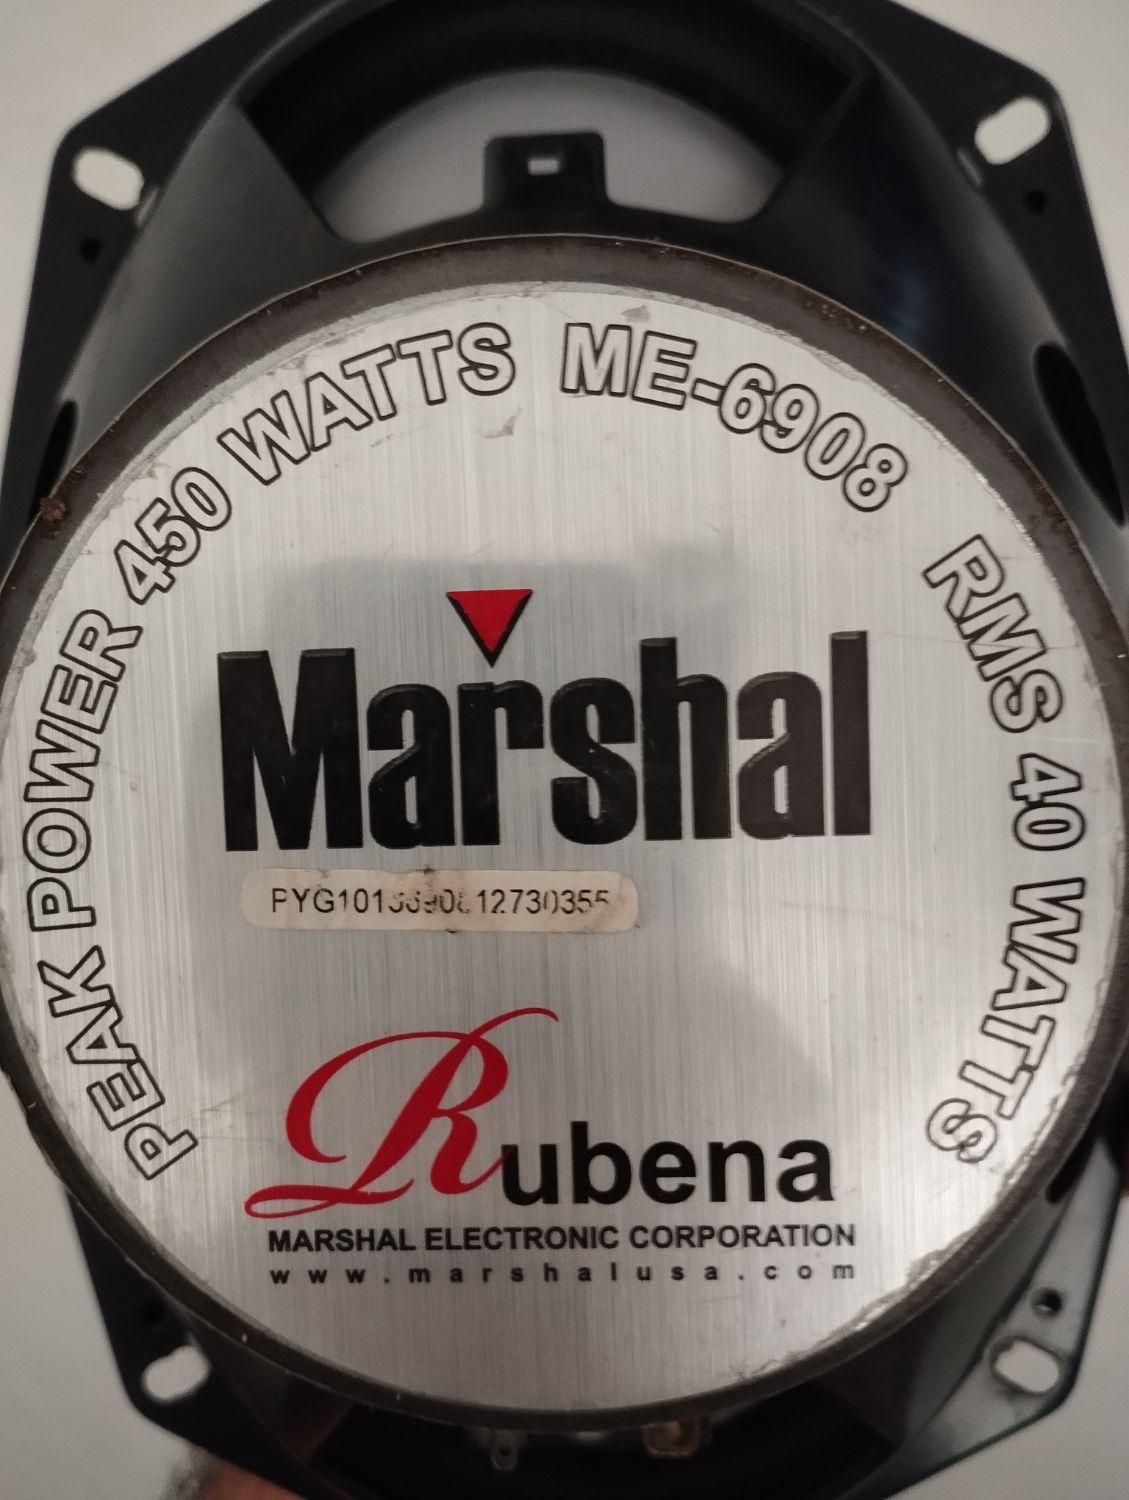 PEAK POWER 450 WATTS ME-6908 RMS 40 WATTS
Marshal
Rubena
MARSHAL ELECTRONIC CORPORATION
www.marshalusa.com